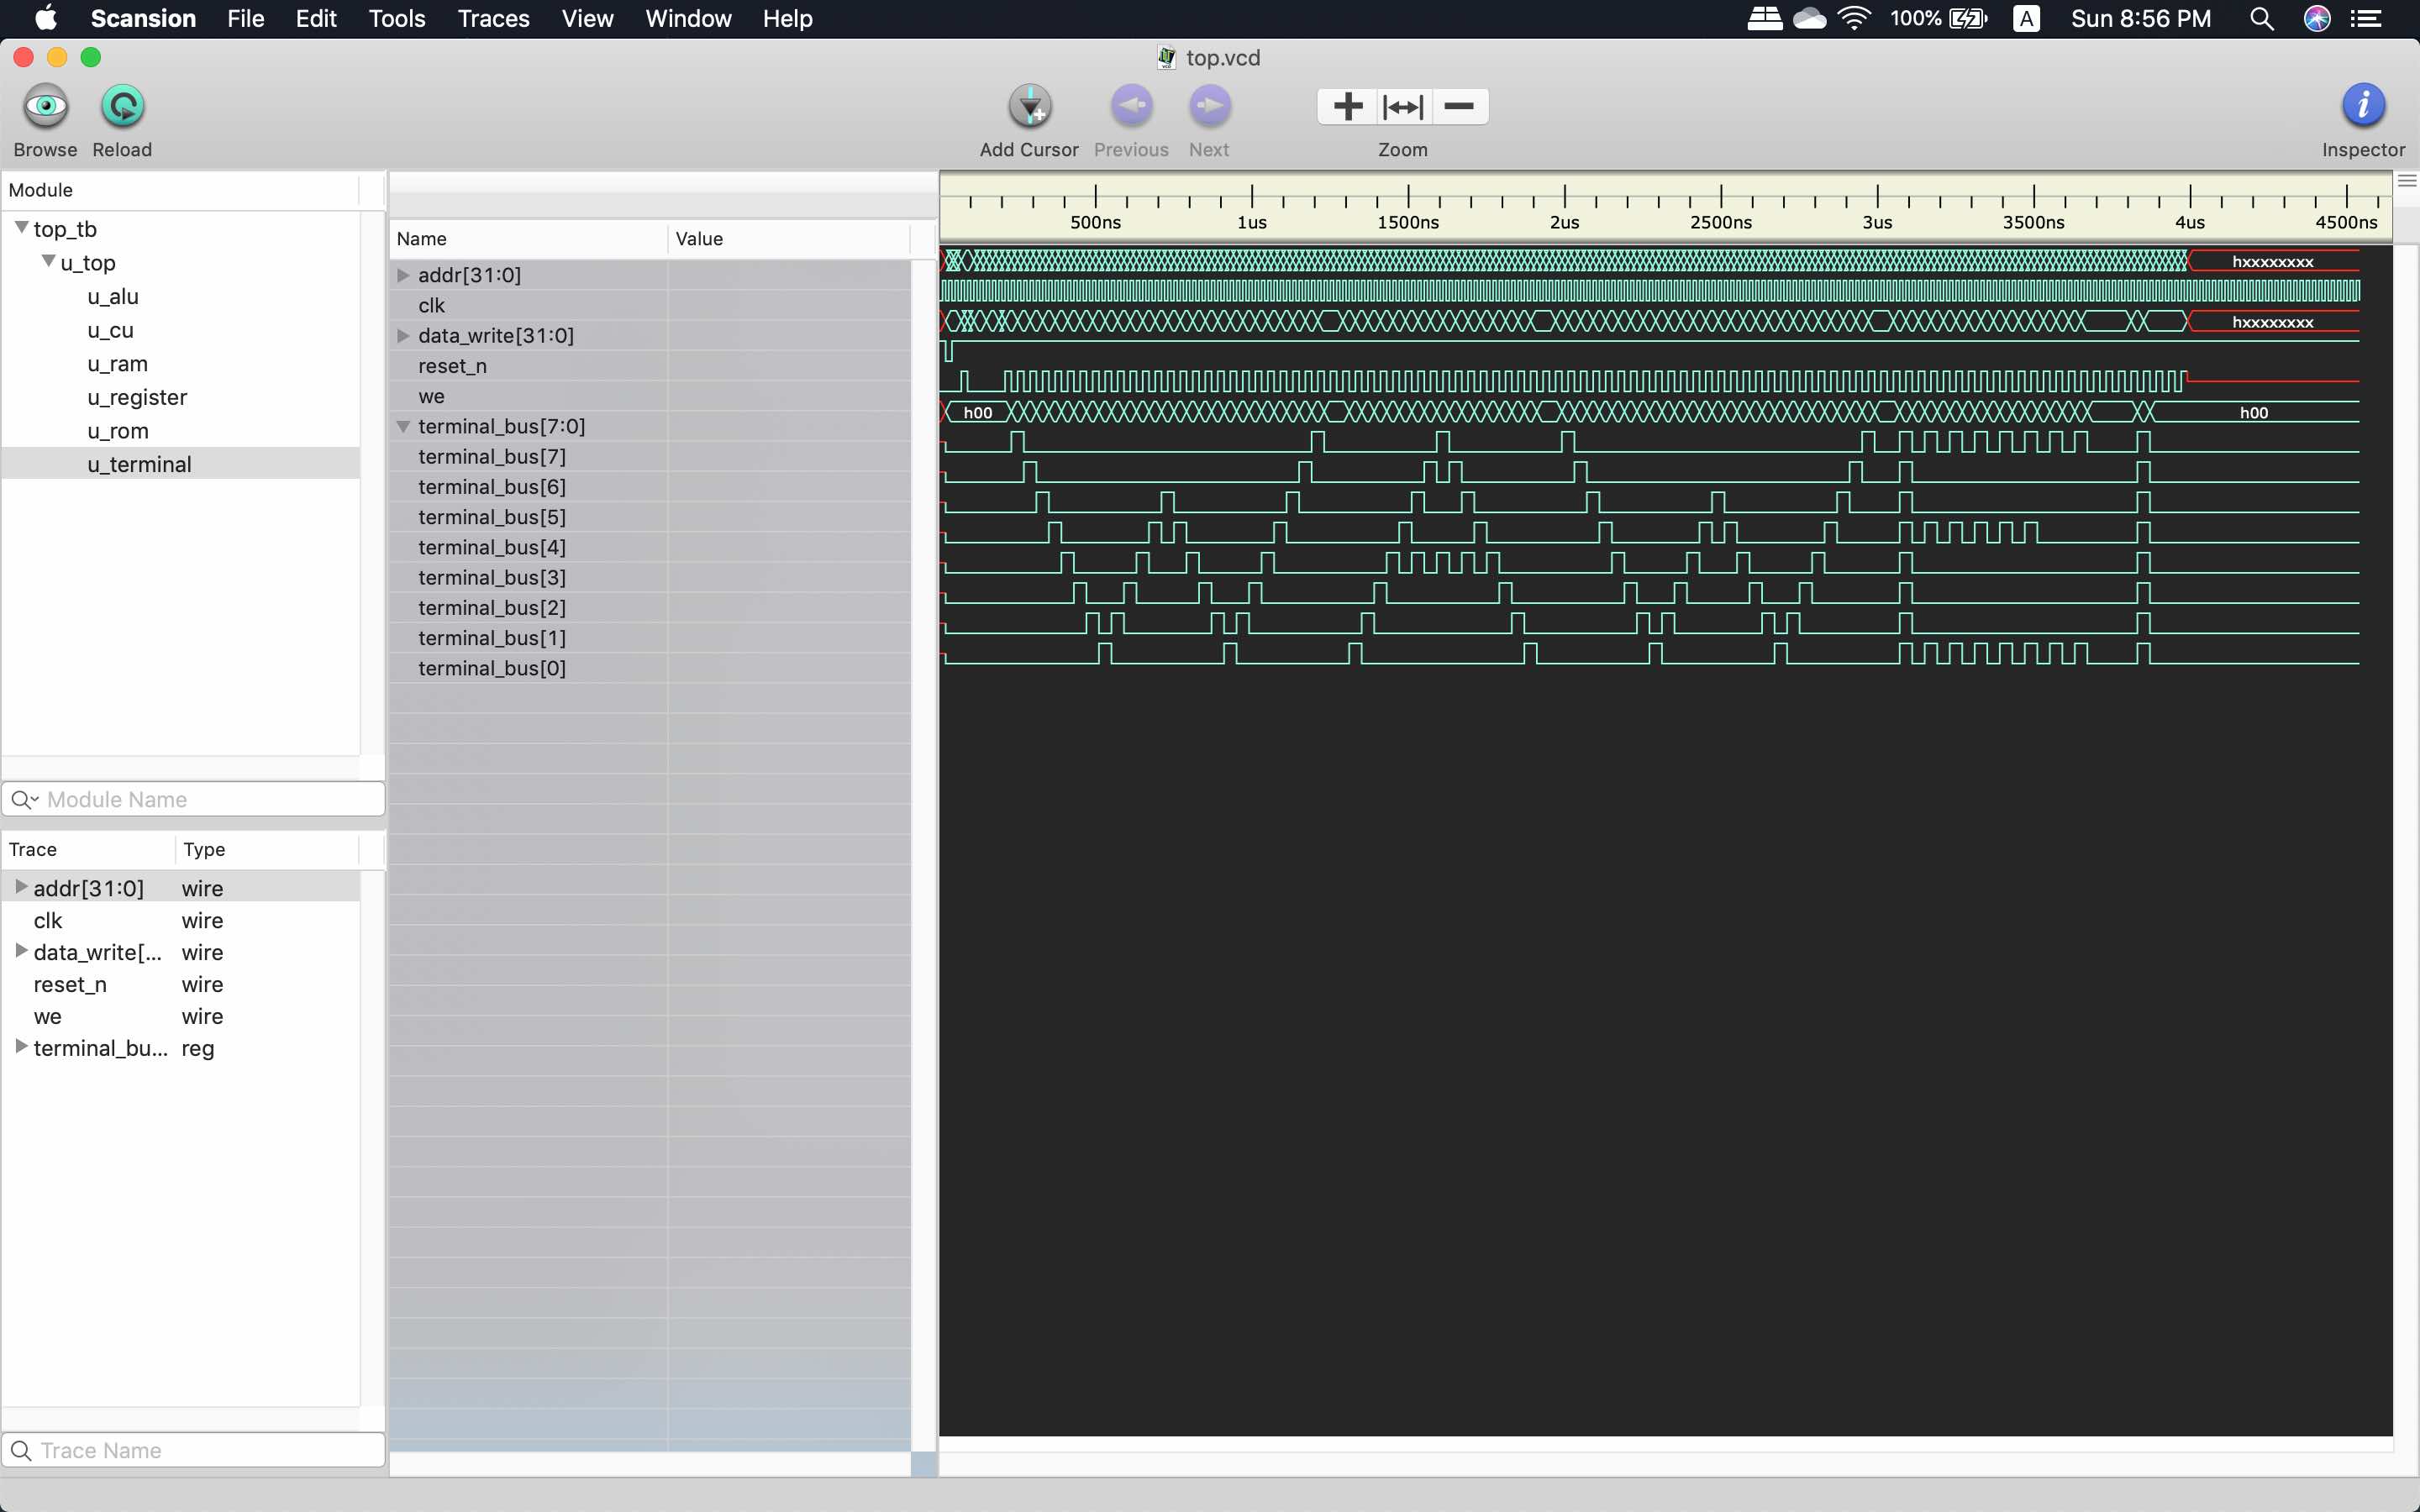 Scansion File Edit Tools Traces View Window Help 100% A Sun 8:56 PM
top.vcd
Browse Reload Add Cursor Previous Next Zoom Inspector
Module
top_tb
u_top
u_alu
u_cu
u_ram
u_register
u_rom
u_terminal
Module Name
Trace Type
addr[31:0] wire
clk wire
data_write[... wire
reset_n wire
we wire
terminal_bu... reg
Trace Name
Name Value
addr[31:0]
clk
data_write[31:0]
reset_n
we
terminal_bus[7:0]
terminal_bus[7]
terminal_bus[6]
terminal_bus[5]
terminal_bus[4]
terminal_bus[3]
terminal_bus[2]
terminal_bus[1]
terminal_bus[0]
500ns 1us 1500ns 2us 2500ns 3us 3500ns 4us 4500ns
hxxxxxxxx
hxxxxxxxx
h00 h00